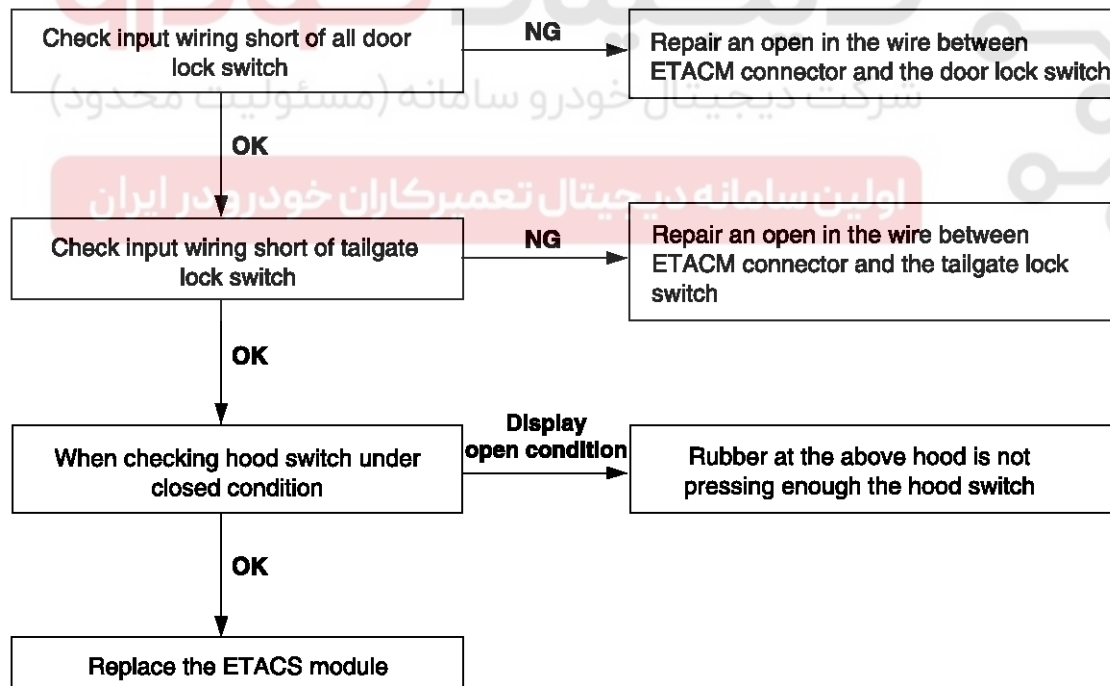 دیجیتال خودرو
Check input wiring short of all door
lock switch
NG
Repair an open in the wire between
ETACM connector and the door lock switch
شرکت دیجیتال خودرو سامانه (مسئولیت محدود)
OK
اولین سامانه دیجیتال تعمیرکاران خودرو در ایران
Check input wiring short of tailgate
lock switch
NG
Repair an open in the wire between
ETACM connector and the tailgate lock
switch
OK
When checking hood switch under
closed condition
Display
open condition
Rubber at the above hood is not
pressing enough the hood switch
OK
Replace the ETACS module